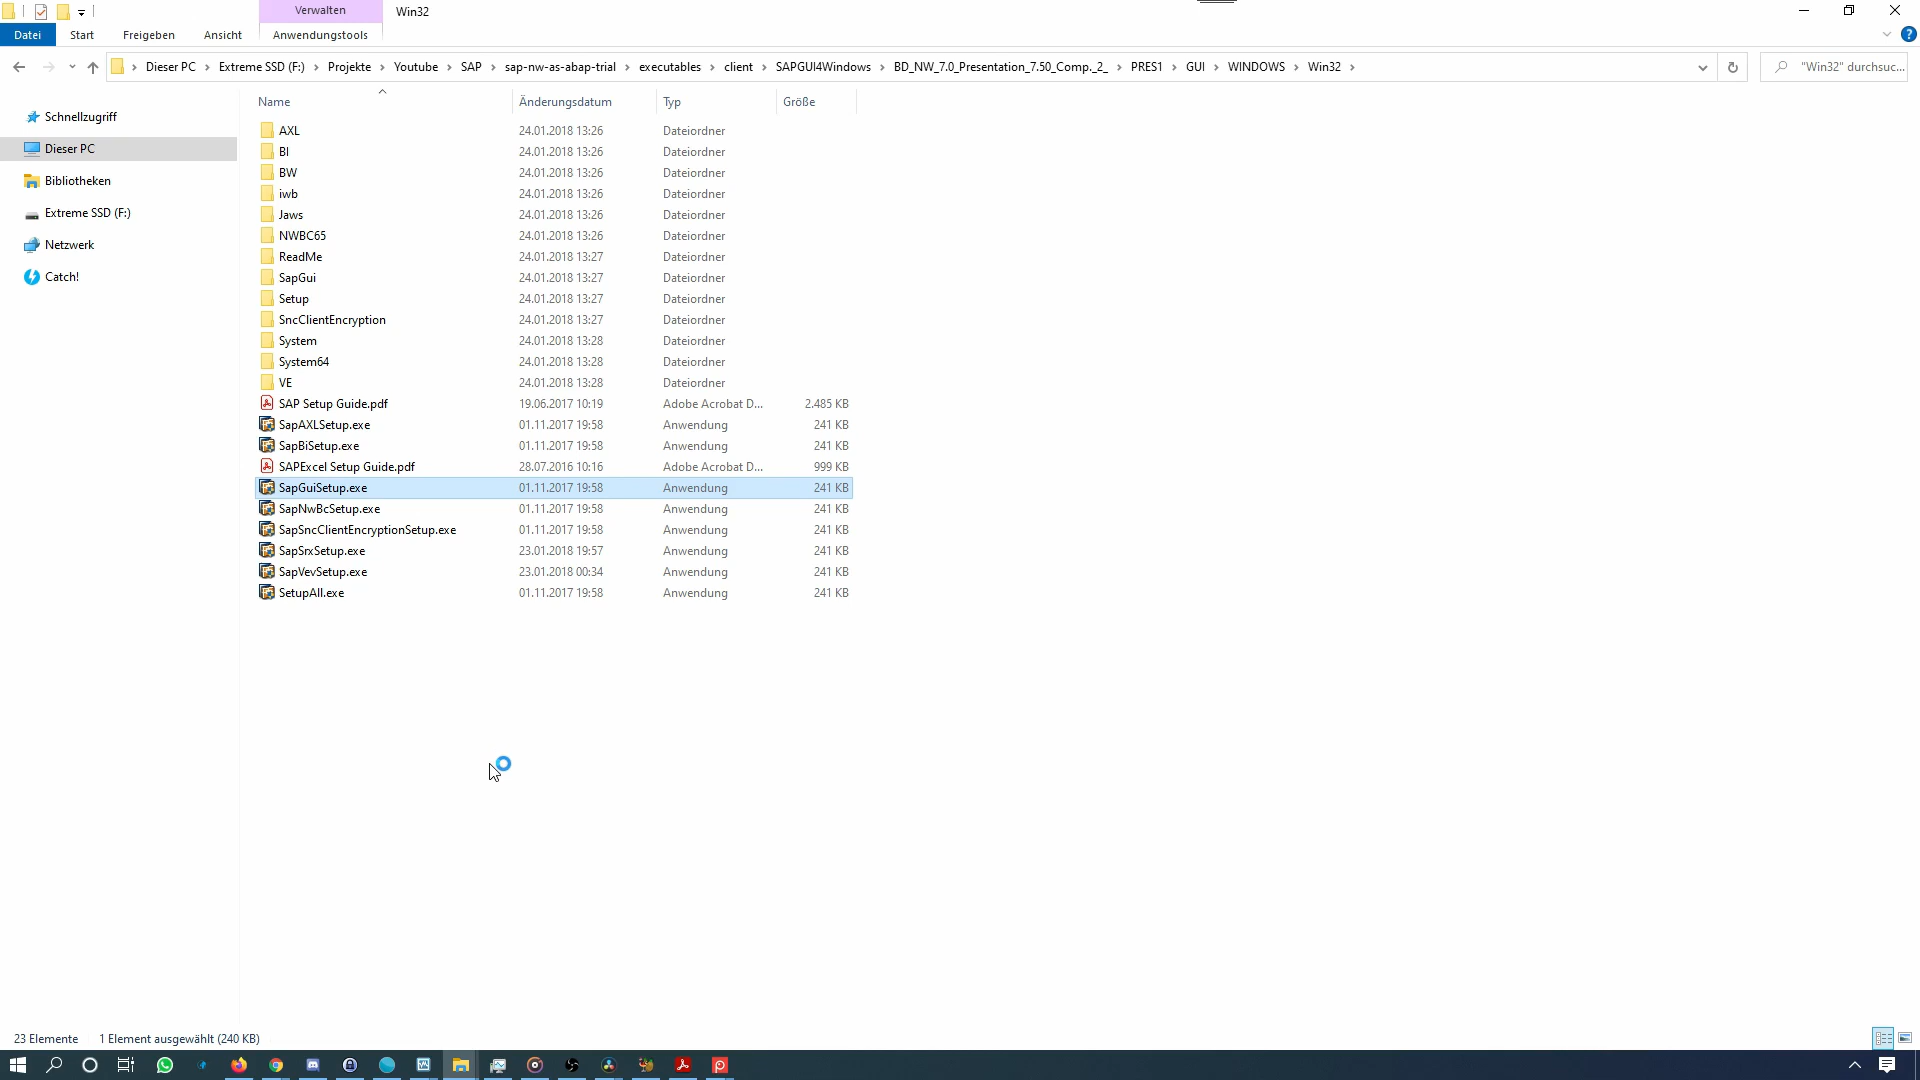 Verwalten
Win32
Datei
Start
Freigeben
Ansicht
Anwendungstools
Dieser PC
Extreme SSD (F:)
Projekte
Youtube
SAP
sap-nw-as-abap-trial
executables
client
SAPGUI4Windows
BD_NW_7.0_Presentation_7.50_Comp._2_
PRES1
GUI
WINDOWS
Win32
"Win32" durchsuc...
Schnellzugriff
Dieser PC
Bibliotheken
Extreme SSD (F:)
Netzwerk
Catch!
Name Änderungsdatum Typ Größe
AXL 24.01.2018 13:26 Dateiordner
BI 24.01.2018 13:26 Dateiordner
BW 24.01.2018 13:26 Dateiordner
iwb 24.01.2018 13:26 Dateiordner
Jaws 24.01.2018 13:26 Dateiordner
NWBC65 24.01.2018 13:26 Dateiordner
ReadMe 24.01.2018 13:27 Dateiordner
SapGui 24.01.2018 13:27 Dateiordner
Setup 24.01.2018 13:27 Dateiordner
SncClientEncryption 24.01.2018 13:27 Dateiordner
System 24.01.2018 13:28 Dateiordner
System64 24.01.2018 13:28 Dateiordner
VE 24.01.2018 13:28 Dateiordner
SAP Setup Guide.pdf 19.06.2017 10:19 Adobe Acrobat D... 2.485 KB
SapAXLSetup.exe 01.11.2017 19:58 Anwendung 241 KB
SapBiSetup.exe 01.11.2017 19:58 Anwendung 241 KB
SAPExcel Setup Guide.pdf 28.07.2016 10:16 Adobe Acrobat D... 999 KB
SapGuiSetup.exe 01.11.2017 19:58 Anwendung 241 KB
SapNwBcSetup.exe 01.11.2017 19:58 Anwendung 241 KB
SapSncClientEncryptionSetup.exe 01.11.2017 19:58 Anwendung 241 KB
SapSrxSetup.exe 23.01.2018 19:57 Anwendung 241 KB
SapVevSetup.exe 23.01.2018 00:34 Anwendung 241 KB
SetupAll.exe 01.11.2017 19:58 Anwendung 241 KB
23 Elemente 1 Element ausgewählt (240 KB)